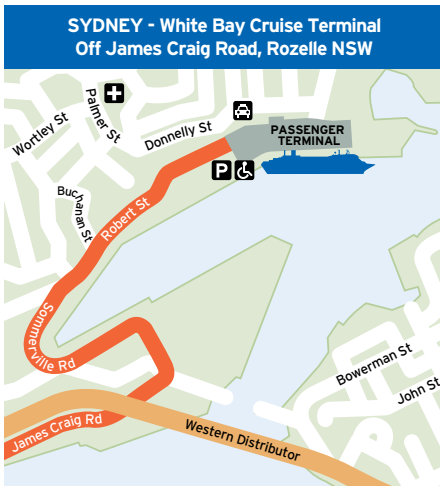 SYDNEY - White Bay Cruise Terminal
Off James Craig Road, Rozelle NSW
Wortley St
Palmer St
Donnelly St
PASSENGER
TERMINAL
P
Buchanan St
Robert St
Sommerville Rd
Bowerman St
John St
James Craig Rd
Western Distributor